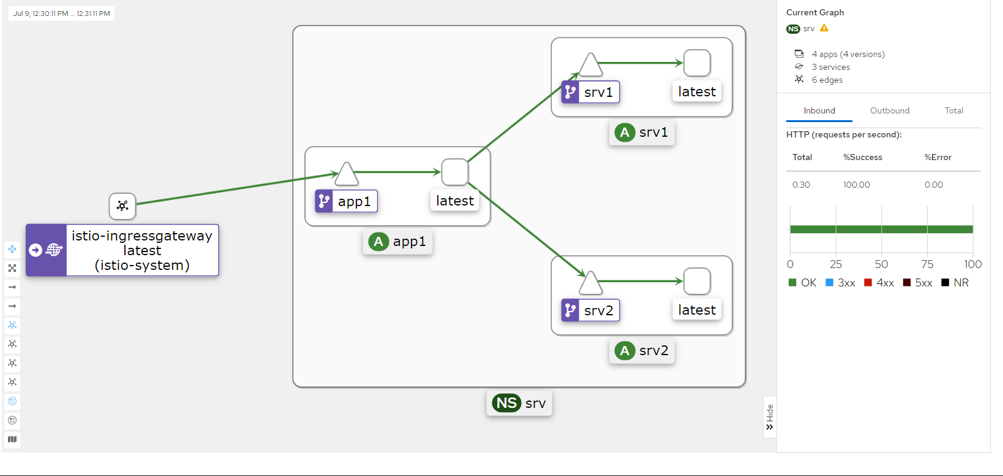 Jul 9, 12:30:11 PM ... 12:31:11 PM
srv1
latest
A srv1
app1
latest
A app1
istio-ingressgateway
latest
(istio-system)
srv2
latest
A srv2
NS srv
Hide
Current Graph
NS srv
4 apps (4 versions)
3 services
6 edges
Inbound Outbound Total
HTTP (requests per second):
Total %Success %Error
0.30 100.00 0.00
0 25 50 75 100
OK 3xx 4xx 5xx NR